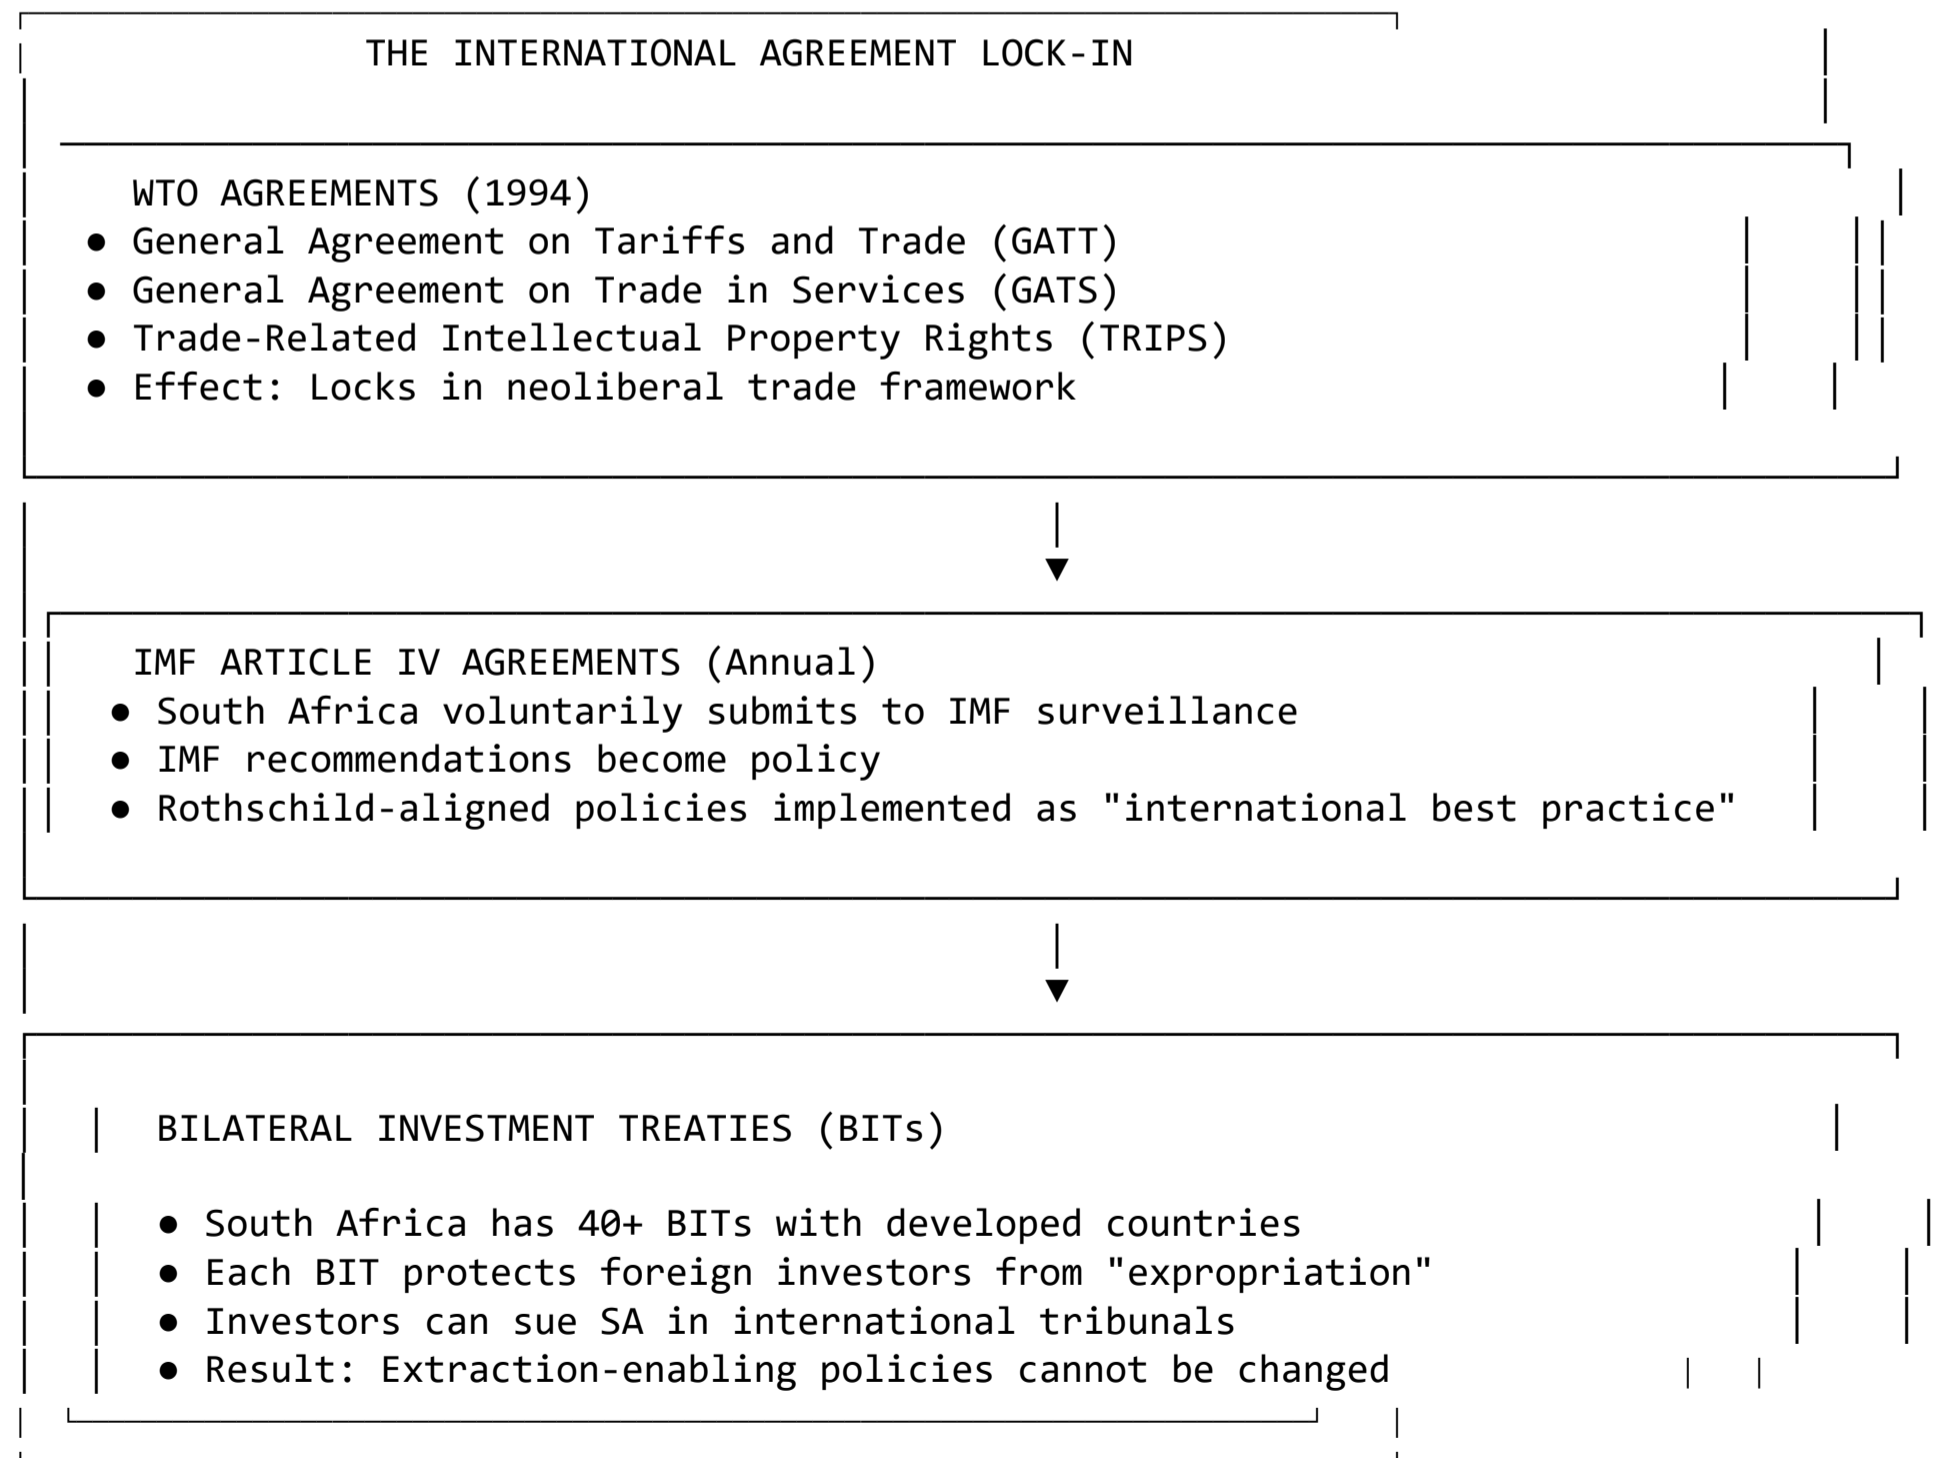 THE INTERNATIONAL AGREEMENT LOCK-IN
WTO AGREEMENTS (1994)
● General Agreement on Tariffs and Trade (GATT)
● General Agreement on Trade in Services (GATS)
● Trade-Related Intellectual Property Rights (TRIPS)
● Effect: Locks in neoliberal trade framework
IMF ARTICLE IV AGREEMENTS (Annual)
● South Africa voluntarily submits to IMF surveillance
● IMF recommendations become policy
● Rothschild-aligned policies implemented as "international best practice"
BILATERAL INVESTMENT TREATIES (BITs)
● South Africa has 40+ BITs with developed countries
● Each BIT protects foreign investors from "expropriation"
● Investors can sue SA in international tribunals
● Result: Extraction-enabling policies cannot be changed